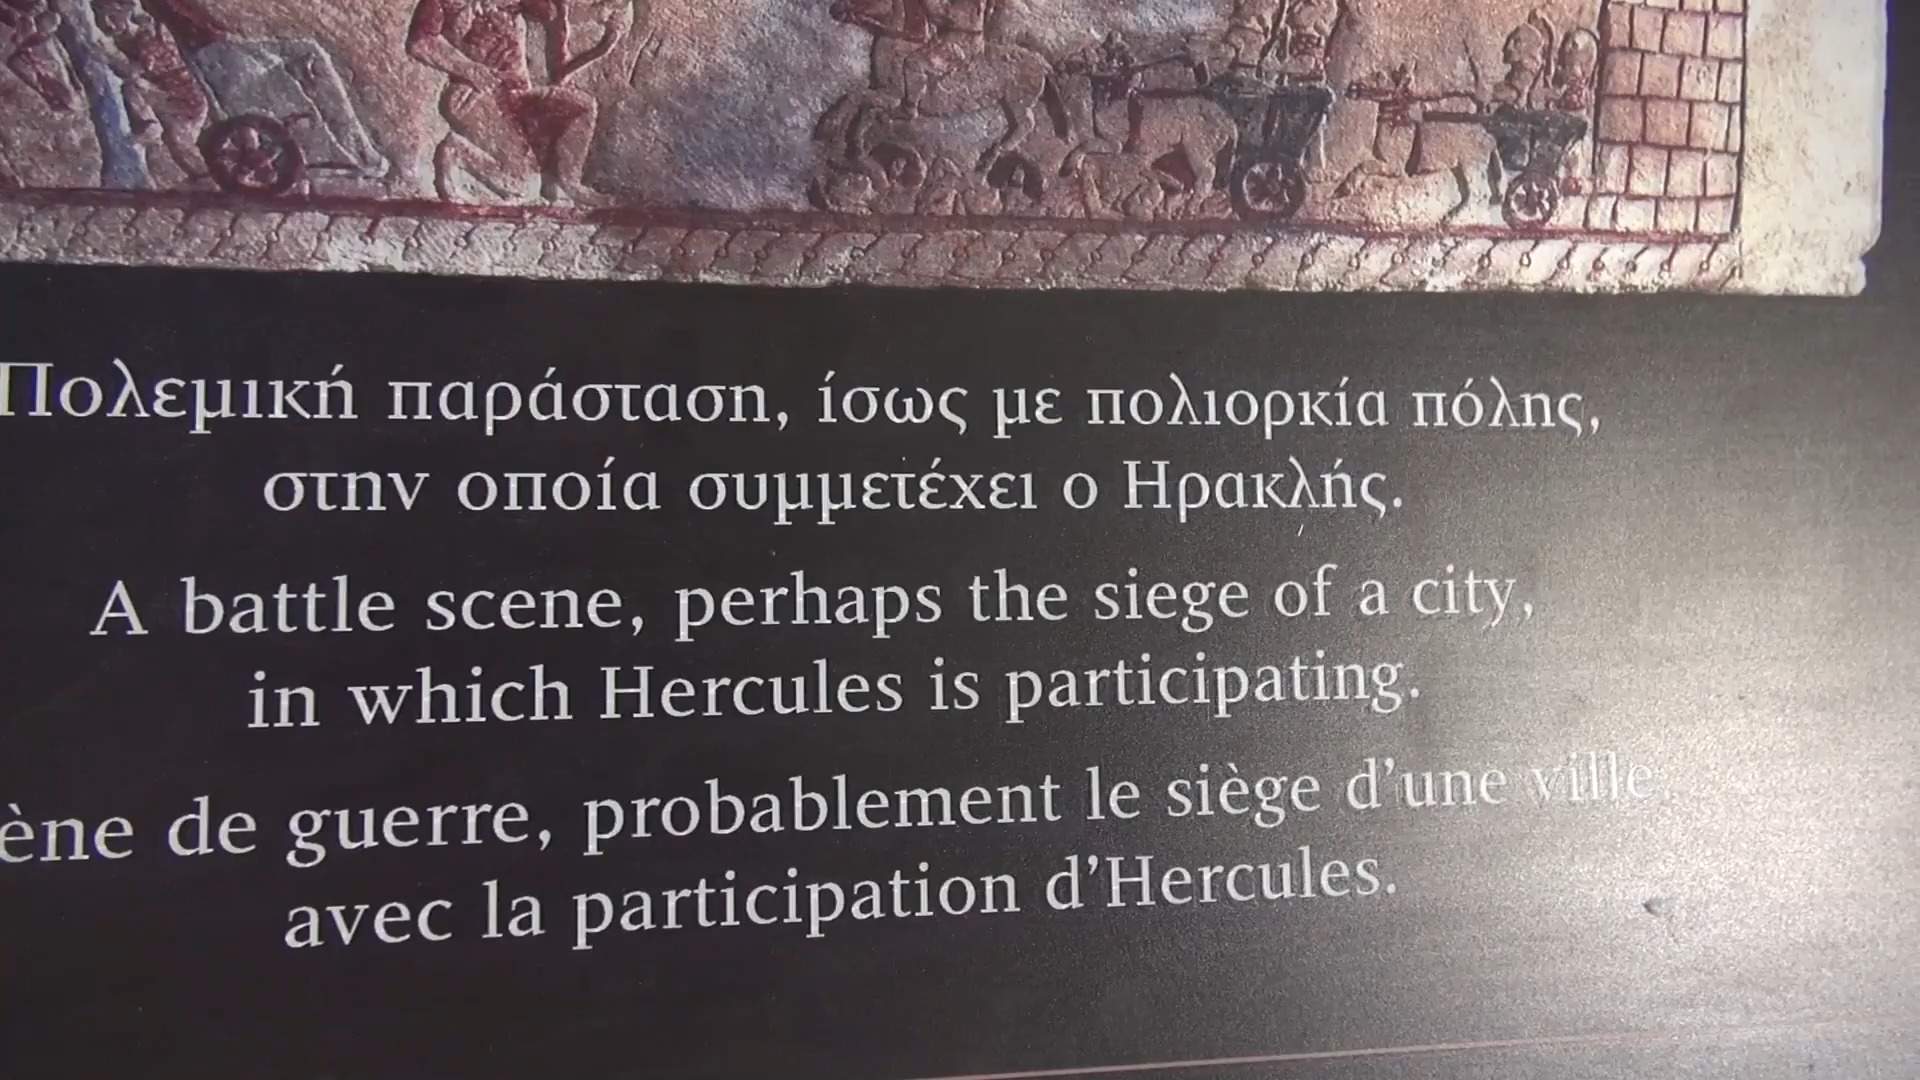 Πολεμική παράσταση, ίσως με πολιορκία πόλης,
στην οποία συμμετέχει ο Ηρακλής.
A battle scene, perhaps the siege of a city,
in which Hercules is participating.
de guerre, probablement le siège d'une ville
avec la participation d'Hercules.